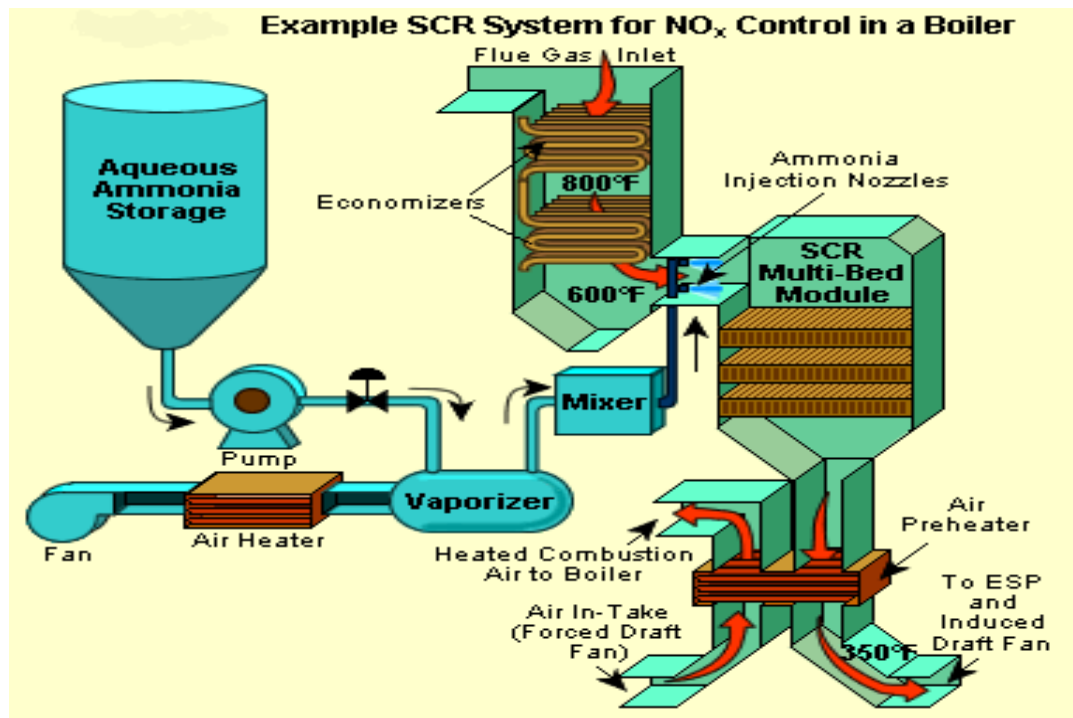 Example SCR System for NOₓ Control in a Boiler
Flue Gas Inlet
Aqueous
Ammonia
Storage
Economizers
800°F
600°F
Ammonia
Injection Nozzles
SCR
Multi-Bed
Module
Mixer
Pump
Vaporizer
Fan
Air Heater
Heated Combustion
Air to Boiler
Air
Preheater
Air In-Take
(Forced Draft
Fan)
350°F
To ESP
and
Induced
Draft Fan